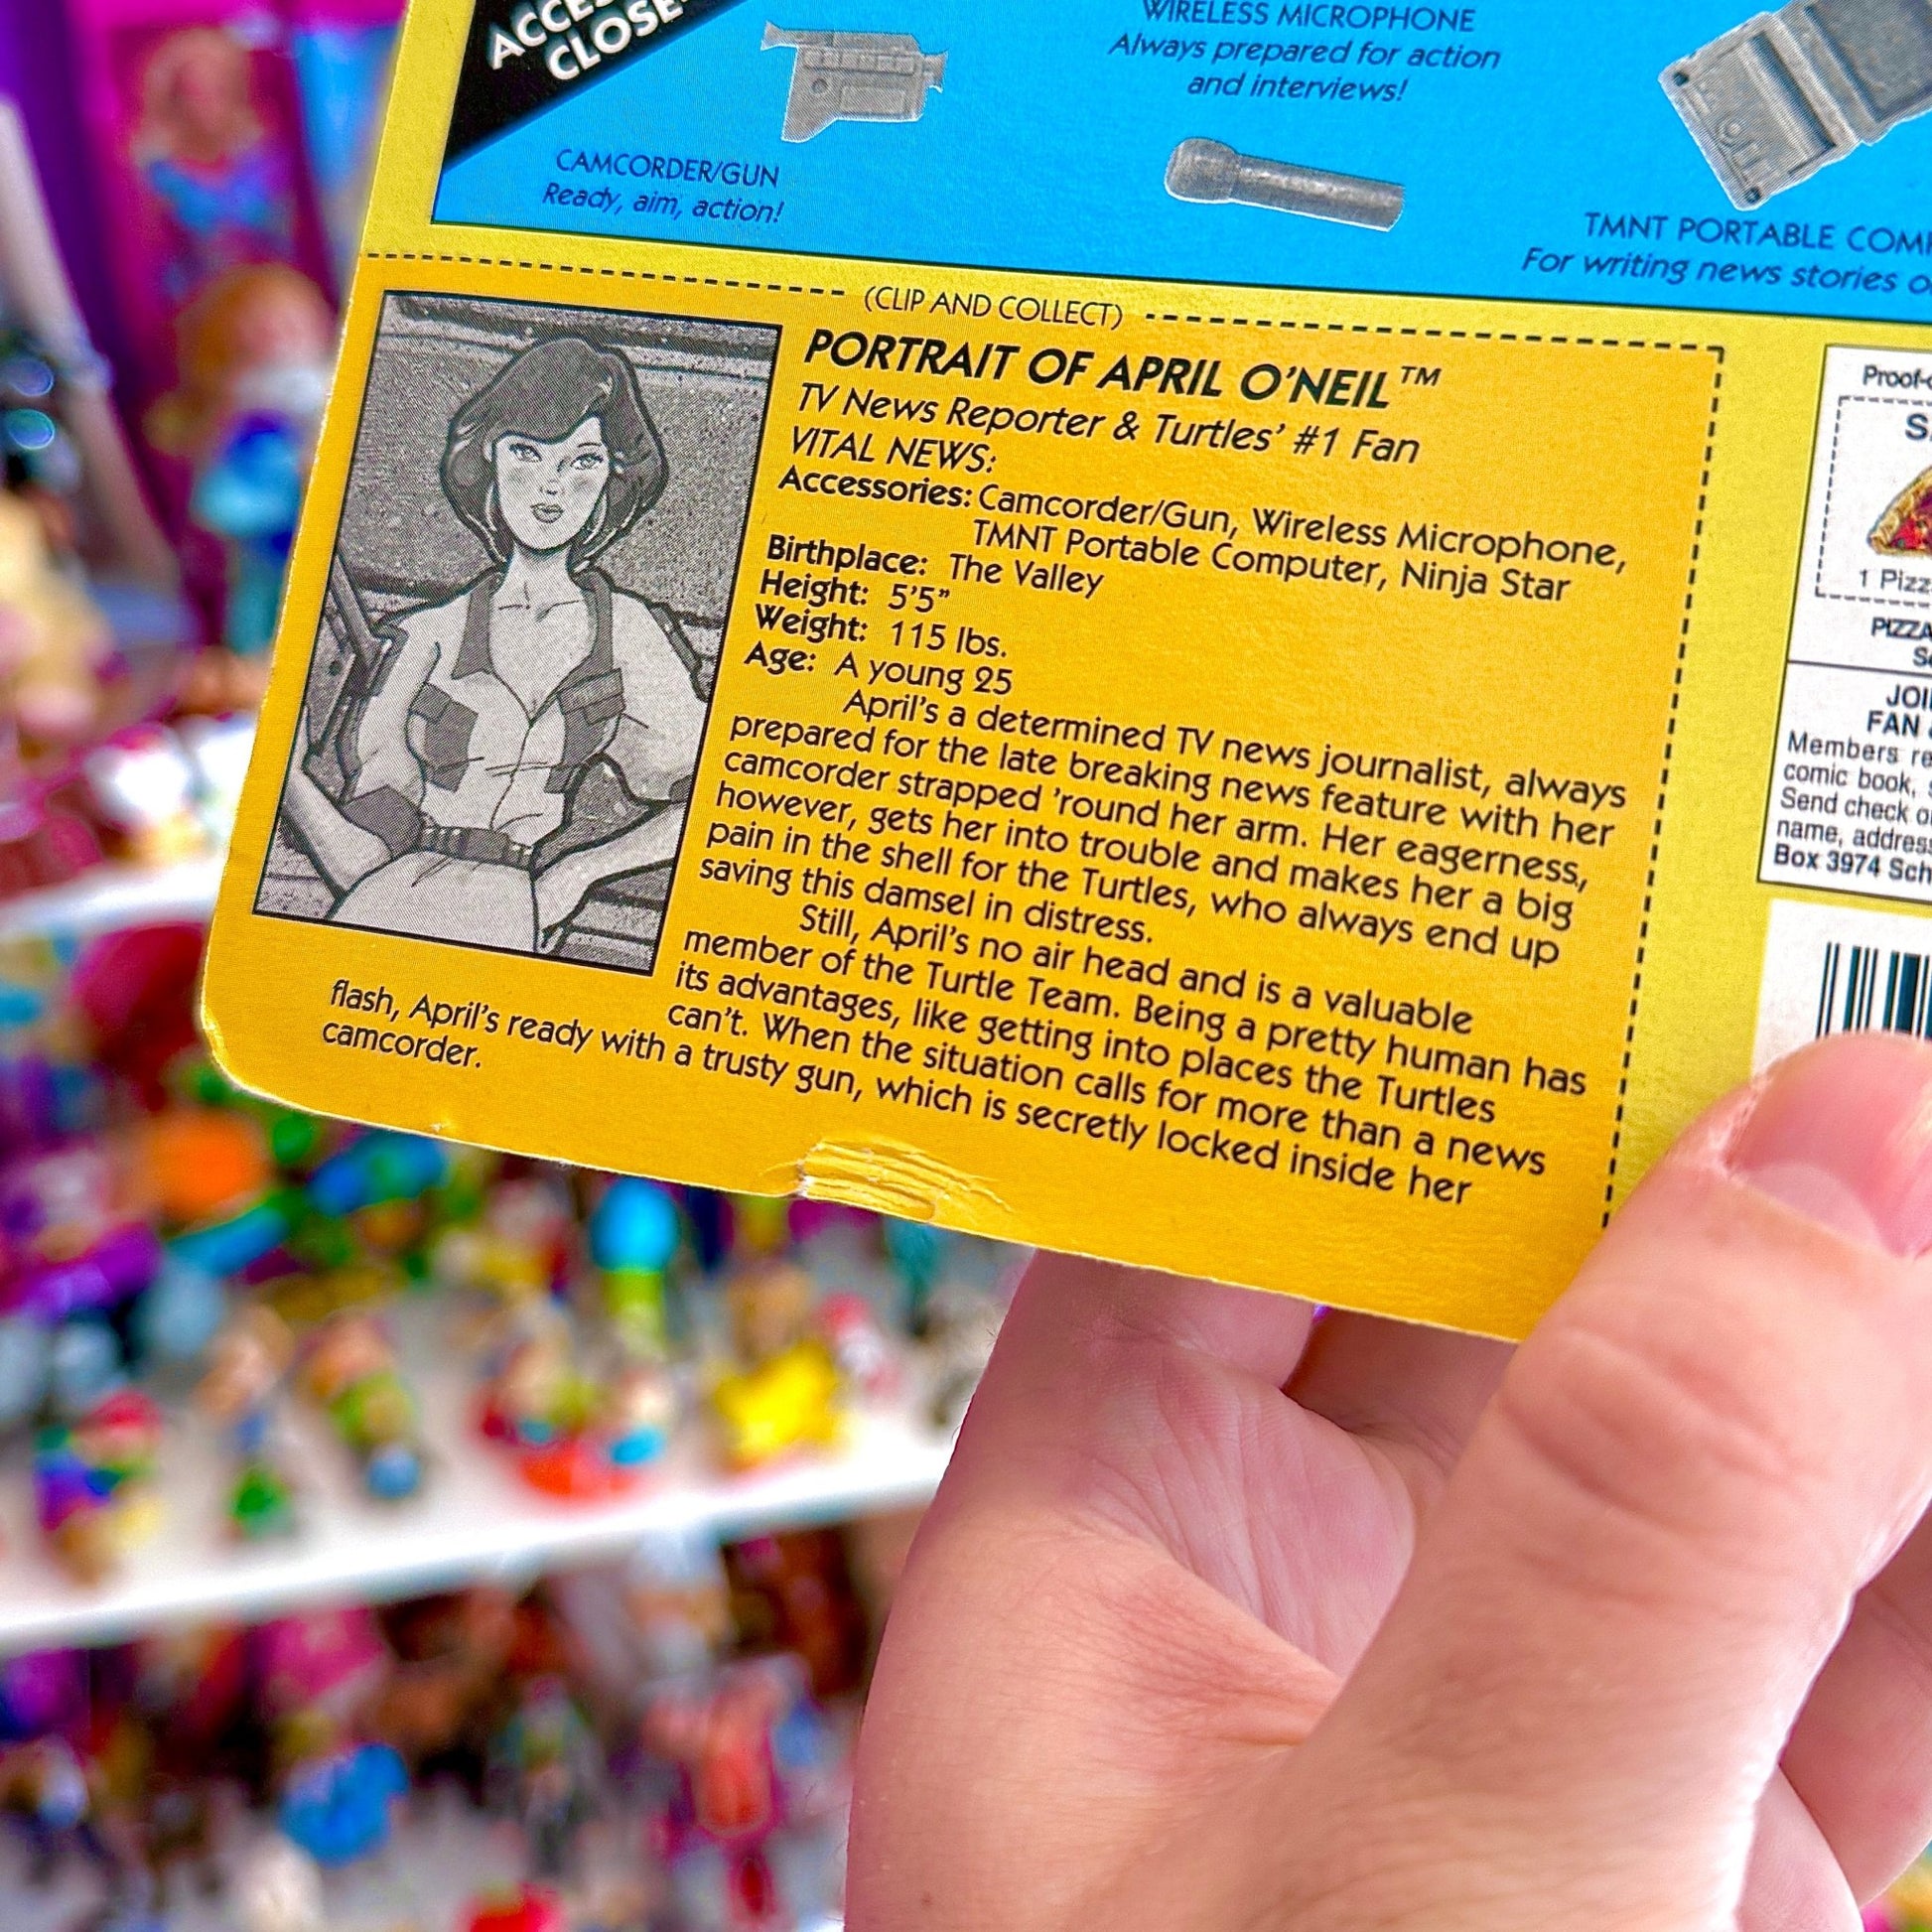 CLOSE
WIRELESS MICROPHONE
Always prepared for action
and interviews!
CAMCORDER/GUN
Ready, aim, action!
TMNT PORTABLE
For writing news stories
(CLIP AND COLLECT)
PORTRAIT OF APRIL O'NEIL™
TV News Reporter & Turtles' #1 Fan
VITAL NEWS:
Accessories: Camcorder/Gun, Wireless Microphone,
TMNT Portable Computer, Ninja Star
Birthplace: The Valley
Height: 5'5"
Weight: 115 lbs.
Age: A young 25
April's a determined TV news journalist, always
prepared for the late breaking news feature with her
camcorder strapped 'round her arm. Her eagerness,
however, gets her into trouble and makes her a big
pain in the shell for the Turtles, who always end up
saving this damsel in distress.
Still, April's no air head and is a valuable
member of the Turtle Team. Being a pretty human has
its advantages, like getting into places the Turtles
can't. When the situation calls for more than a news
flash, April's ready with a trusty gun, which is secretly locked inside her
camcorder.
Proof-
1
PIZZA
FAN
Members
comic book,
Send check
name, address
Box 3974